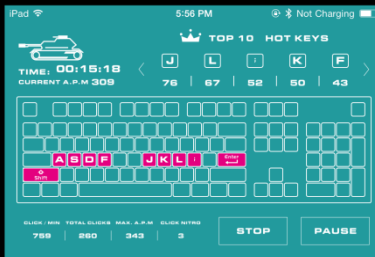 iPad 5:56 PM Not Charging
TOP 10 HOT KEYS
J L ; K F
TIME: 00:15:18
76 | 67 | 52 | 50 | 43
CURRENT A.P.M 309
A S D F J K L ; Enter
Shift
CLICK / MIN TOTAL CLICKS MAX. A.P.M CLICK NITRO
759 | 260 | 343 | 3
STOP PAUSE